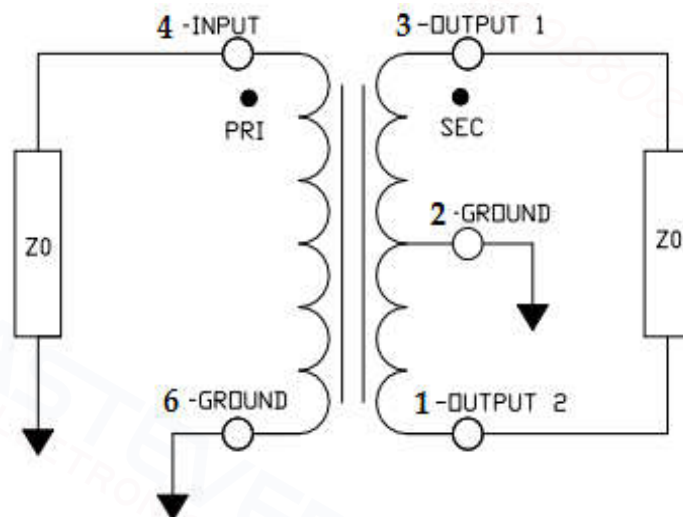 4 -INPUT
3-OUTPUT 1
PRI
SEC
Z0
2 -GROUND
Z0
6 -GROUND
1-OUTPUT 2